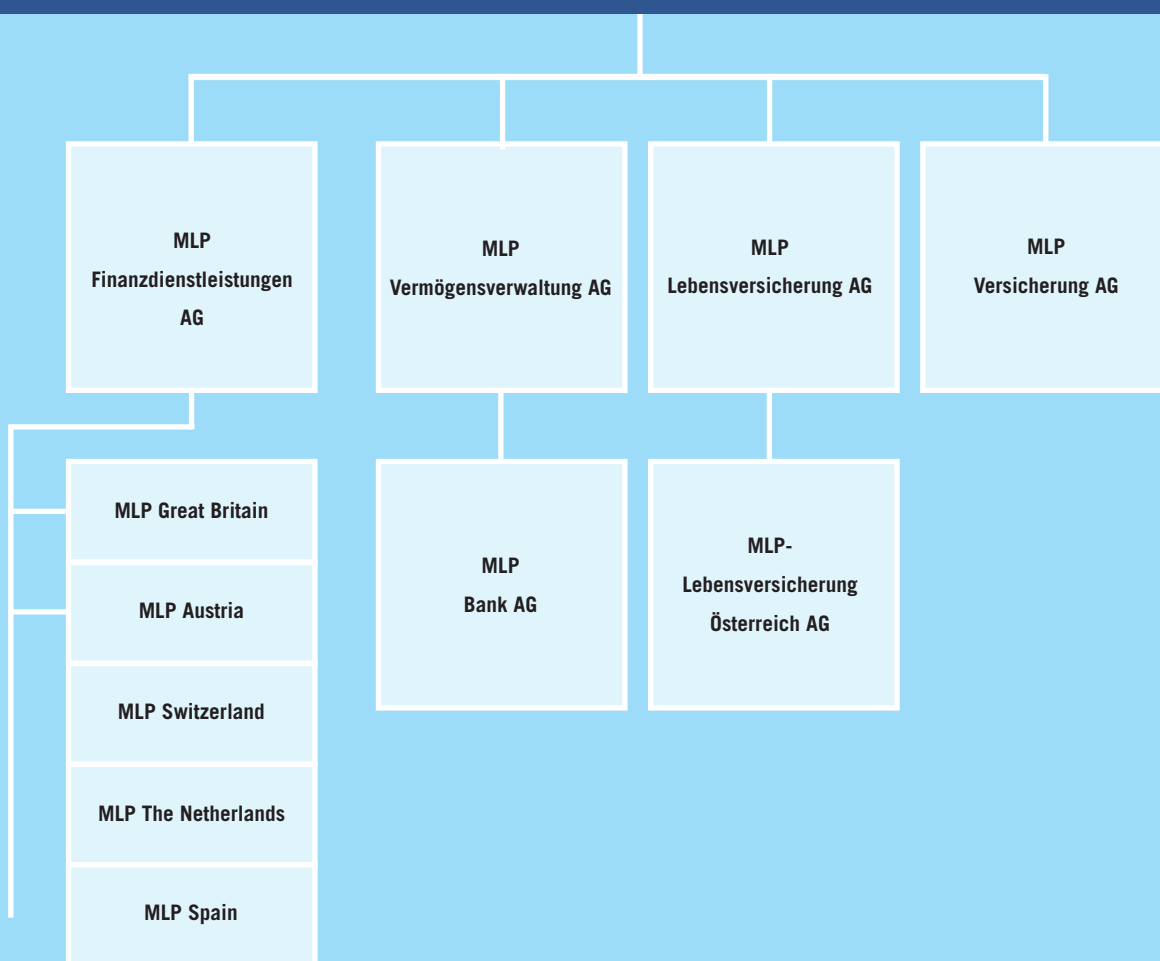 MLP
Finanzdienstleistungen
AG
MLP
Vermögensverwaltung AG
MLP
Lebensversicherung AG
MLP
Versicherung AG
MLP Great Britain
MLP Austria
MLP Switzerland
MLP The Netherlands
MLP Spain
MLP
Bank AG
MLP-
Lebensversicherung
Österreich AG